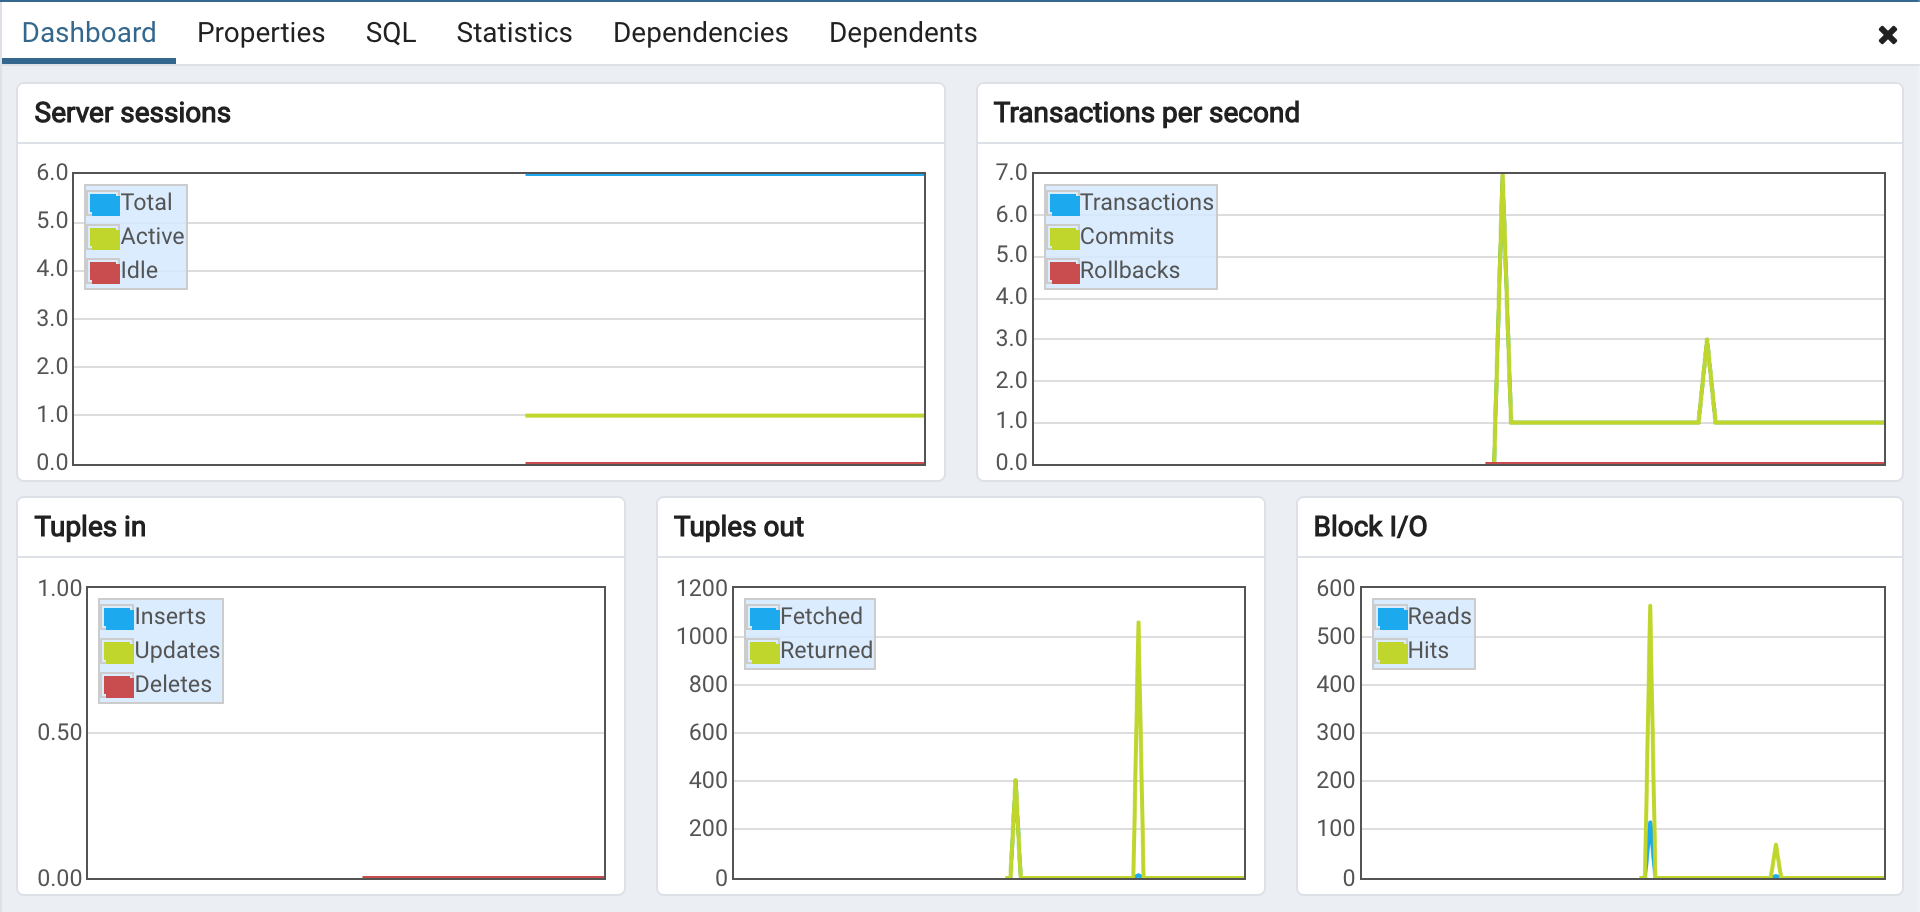 Dashboard Properties SQL Statistics Dependencies Dependents
Server sessions
6.0
5.0
4.0
3.0
2.0
1.0
0.0
Total
Active
Idle
Transactions per second
7.0
6.0
5.0
4.0
3.0
2.0
1.0
0.0
Transactions
Commits
Rollbacks
Tuples in
1.00
0.50
0.00
Inserts
Updates
Deletes
Tuples out
1200
1000
800
600
400
200
0
Fetched
Returned
Block I/O
600
500
400
300
200
100
0
Reads
Hits